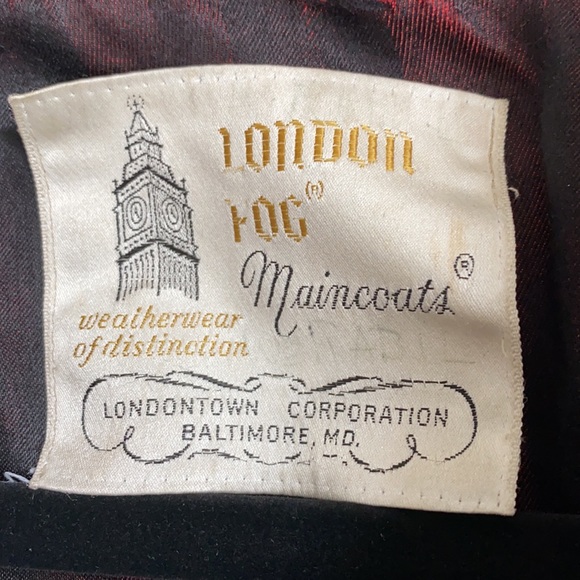 LONDON
FOG (R)
Maincoats ®
weatherwear
of distinction
LONDONTOWN CORPORATION
BALTIMORE, MD.